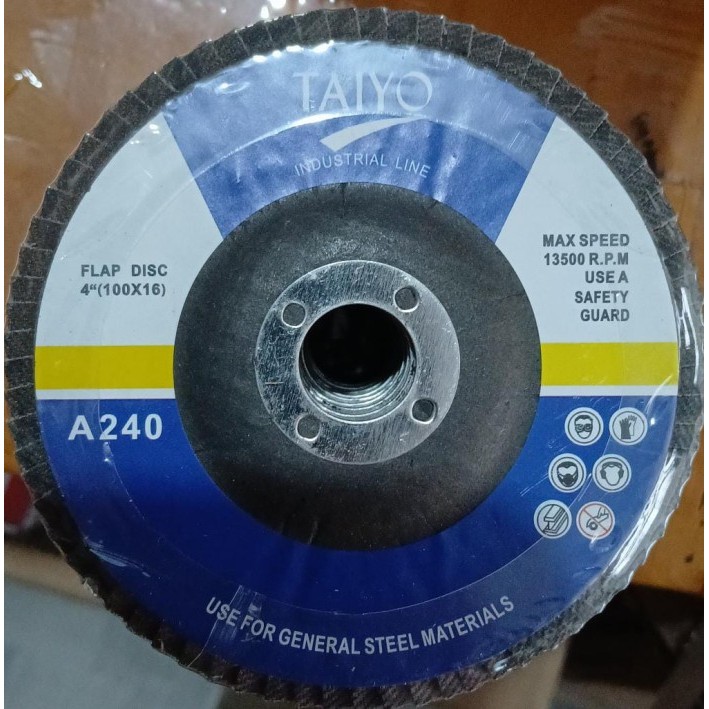 TAIYO
INDUSTRIAL LINE
FLAP DISC
4“(100X16)
MAX SPEED
13500 R.P.M
USE A
SAFETY
GUARD
A240
USE FOR GENERAL STEEL MATERIALS